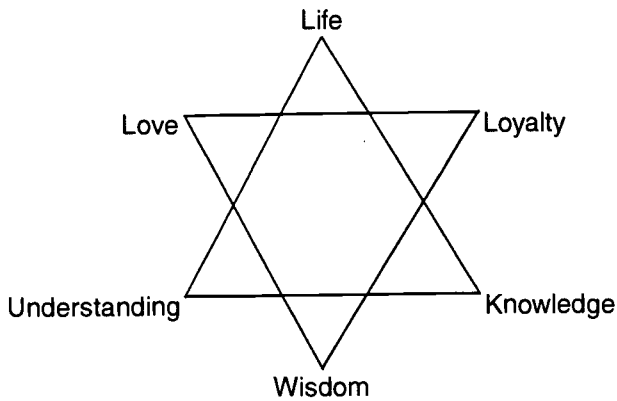 Life
Love
Loyalty
Understanding
Knowledge
Wisdom